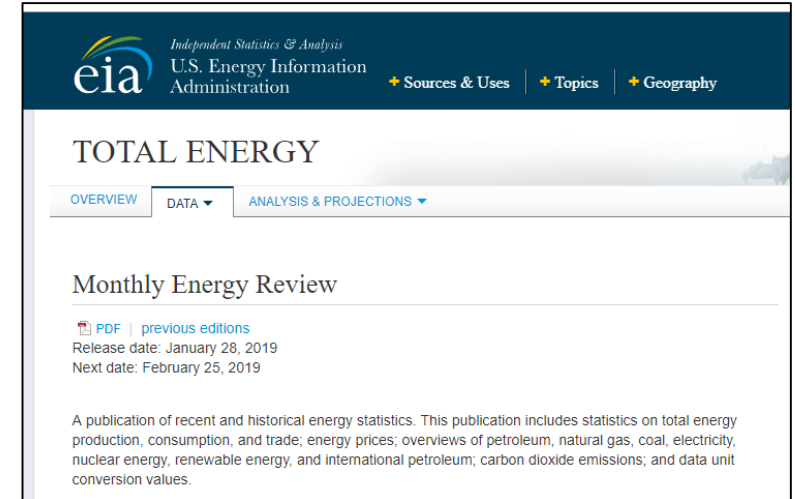 Independent Statistics & Analysis
eia
U.S. Energy Information
Administration
+ Sources & Uses
+ Topics
+ Geography
TOTAL ENERGY
OVERVIEW
DATA
ANALYSIS & PROJECTIONS
Monthly Energy Review
PDF | previous editions
Release date: January 28, 2019
Next date: February 25, 2019
A publication of recent and historical energy statistics. This publication includes statistics on total energy
production, consumption, and trade; energy prices; overviews of petroleum, natural gas, coal, electricity,
nuclear energy, renewable energy, and international petroleum; carbon dioxide emissions; and data unit
conversion values.